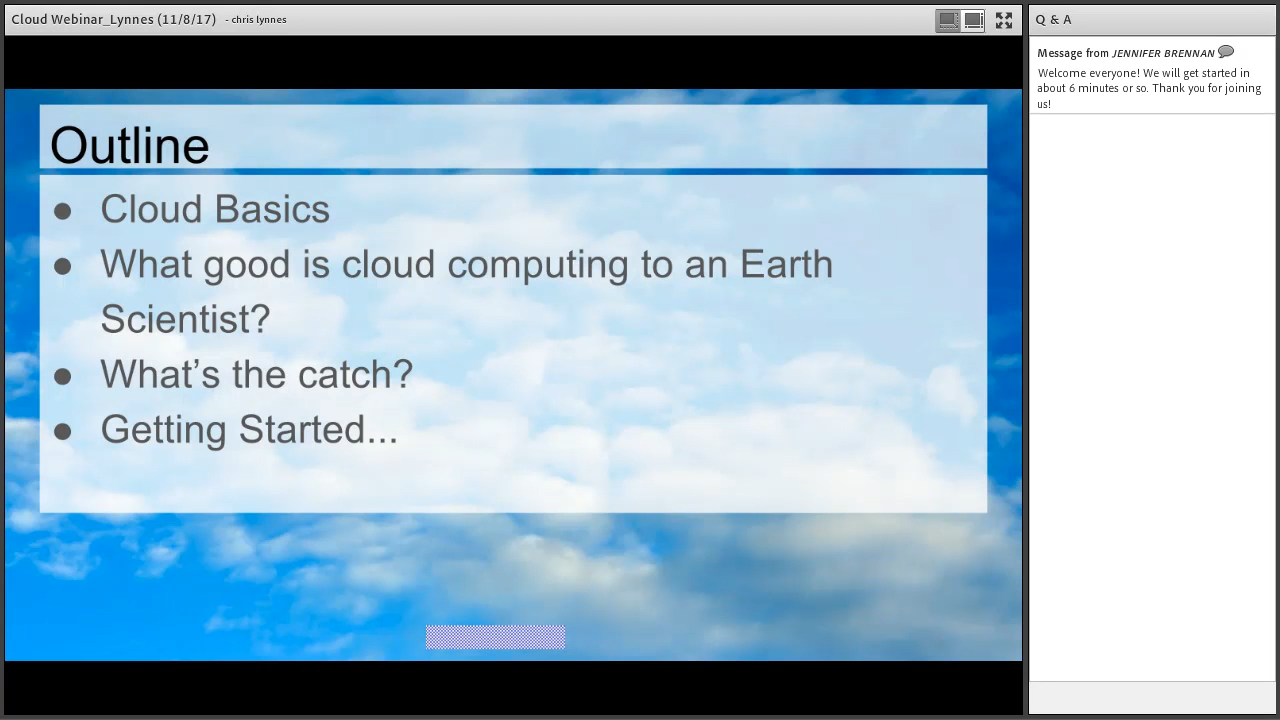 Cloud Webinar_Lynnes (11/8/17) - chris lynnes
Outline
● Cloud Basics
● What good is cloud computing to an Earth
Scientist?
● What’s the catch?
● Getting Started...
Q & A
Message from JENNIFER BRENNAN
Welcome everyone! We will get started in
about 6 minutes or so. Thank you for joining
us!